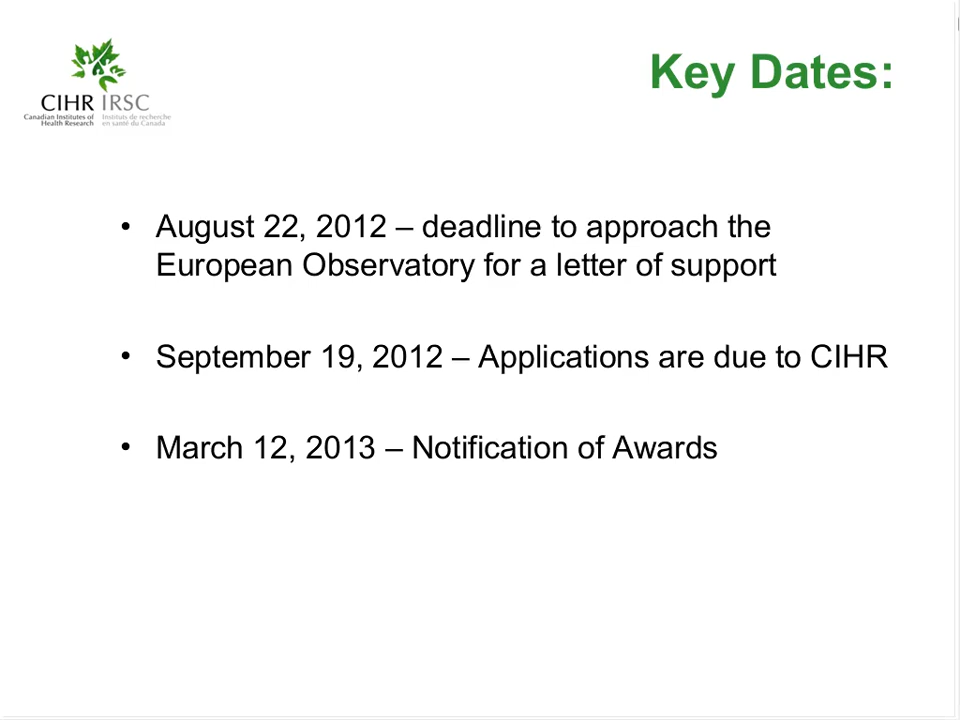 Key Dates:
CIHR IRSC
Canadian Institutes of Health Research
Instituts de recherche en santé du Canada
• August 22, 2012 – deadline to approach the
European Observatory for a letter of support
• September 19, 2012 – Applications are due to CIHR
• March 12, 2013 – Notification of Awards